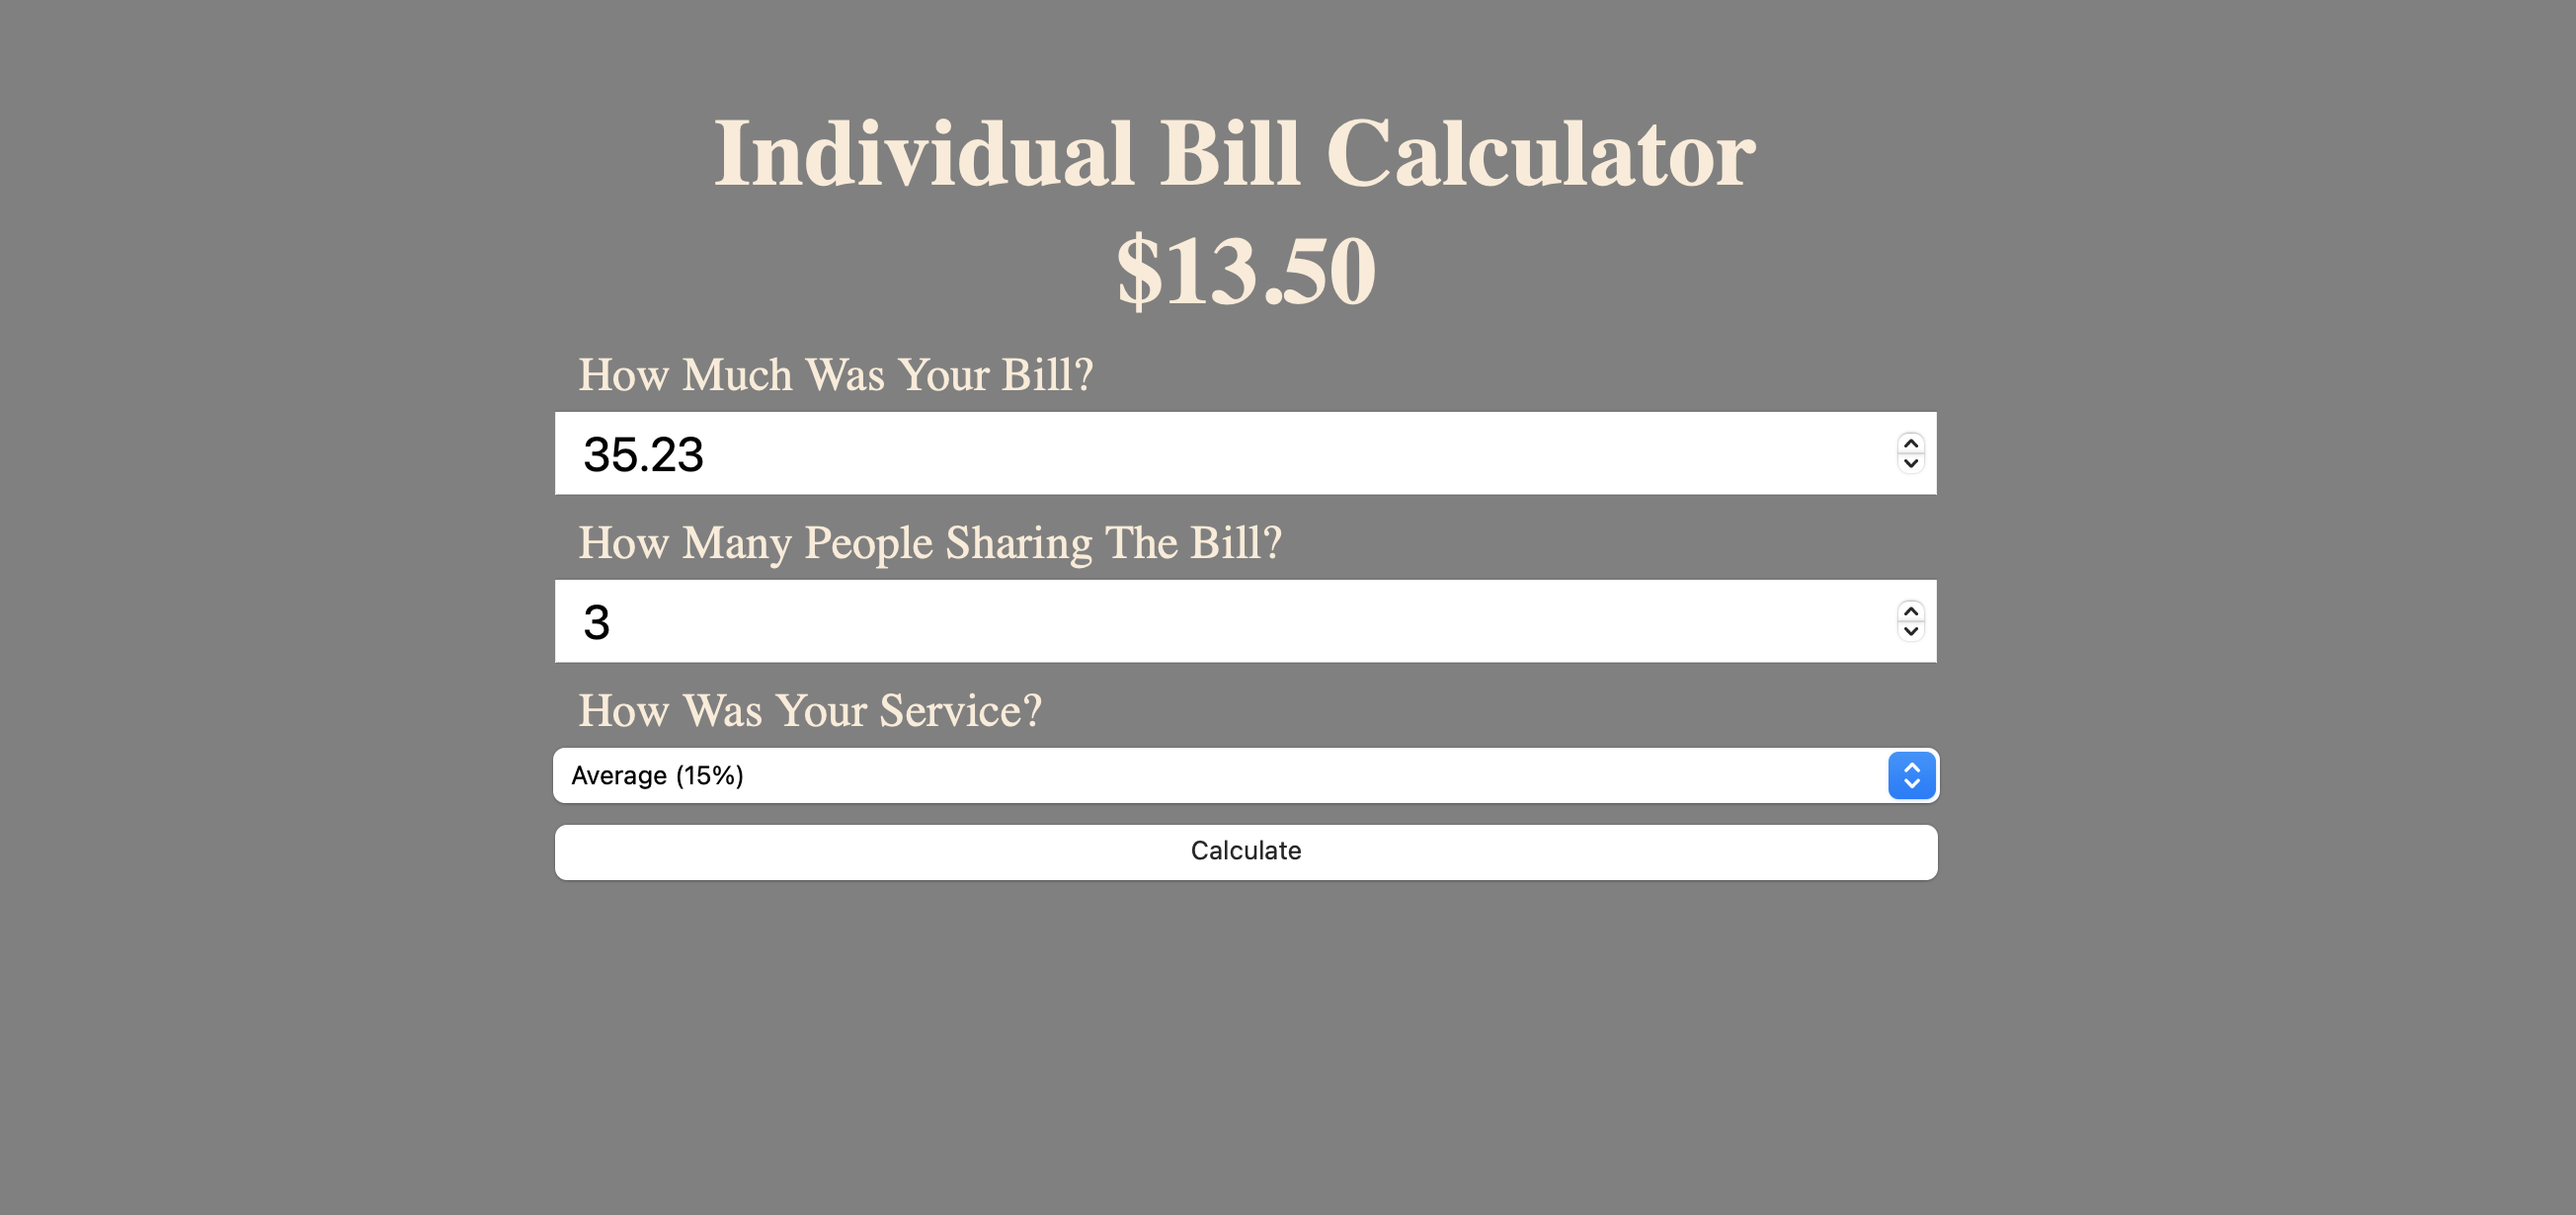 Individual Bill Calculator
$13.50
How Much Was Your Bill?
35.23
How Many People Sharing The Bill?
3
How Was Your Service?
Average (15%)
Calculate